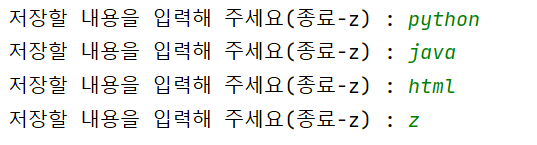 저장할 내용을 입력해 주세요(종료-z) : python
저장할 내용을 입력해 주세요(종료-z) : java
저장할 내용을 입력해 주세요(종료-z) : html
저장할 내용을 입력해 주세요(종료-z) : z